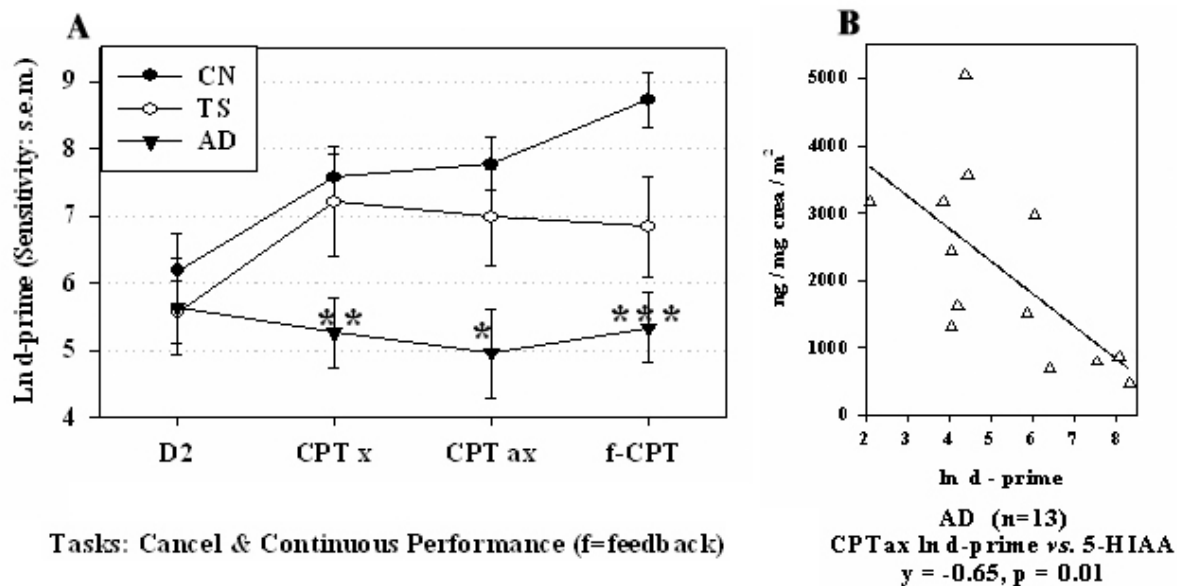 A
CN
TS
AD
Ln d-prime (Sensitivity: s.e.m.)
9
8
7
6
5
4
* *
*
* * *
D2
CPT x
CPT ax
f-CPT
Tasks: Cancel & Continuous Performance (f=feedback)
B
ng / mg crea / m²
5000
4000
3000
2000
1000
0
2 3 4 5 6 7 8
ln d - prime
AD (n=13)
CPTax ln d-prime vs. 5-HIAA
y = -0.65, p = 0.01